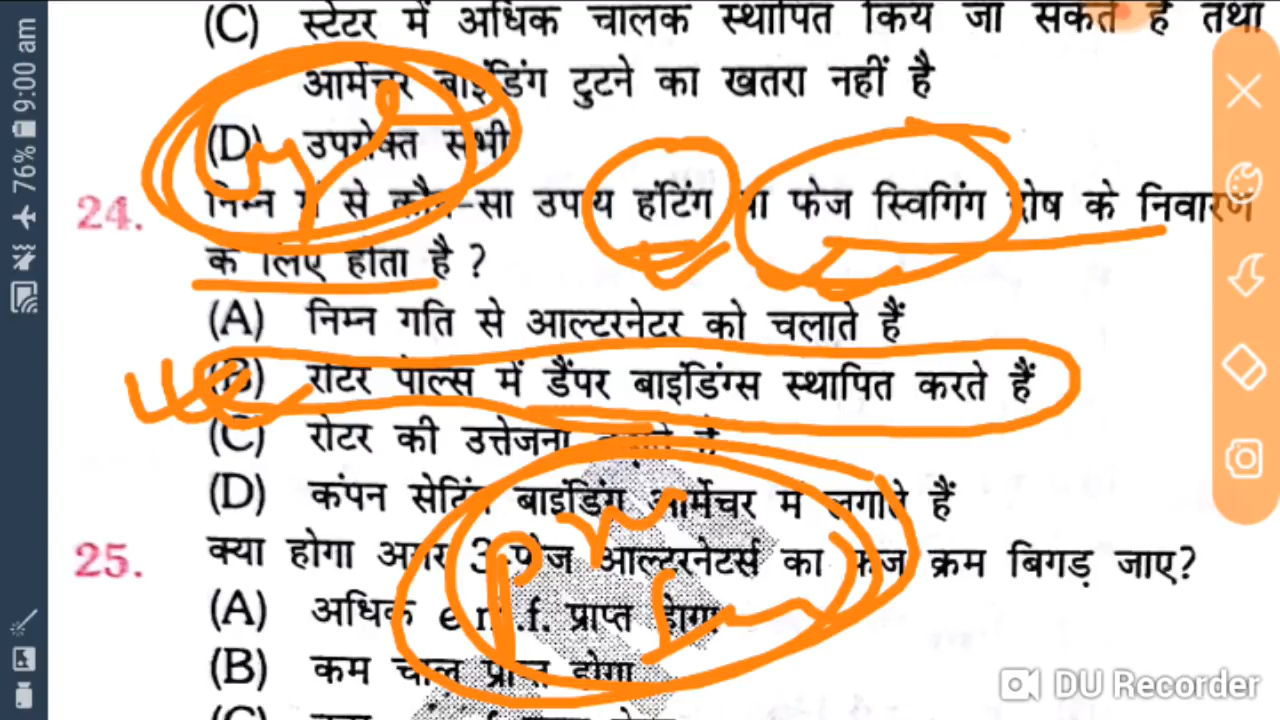 (C) स्टेटर में अधिक चालक स्थापित किय जा सकते है तथा
आर्मेचर बाइंडिंग टुटने का खतरा नहीं है
(D) उपरोक्त सभी
24. निम्न में से कौन-सा उपाय हंटिंग या फेज स्विगिंग दोष के निवारण
के लिए होता है ?
(A) निम्न गति से आल्टरनेटर को चलाते हैं
(B) रोटर पोल्स में डैंपर बाइंडिंग्स स्थापित करते हैं
(C) रोटर की उत्तेजना है
(D) कंपन सेटिंग बाइंडिंग आर्मेचर में लगाते हैं
25. क्या होगा अगर 3-फेज आल्टरनेटर्स का फेज क्रम बिगड़ जाए?
(A) अधिक e.m.f. प्राप्त होगा
(B) कम चाल प्राप्त होगा
76% 9:00 am
DU Recorder